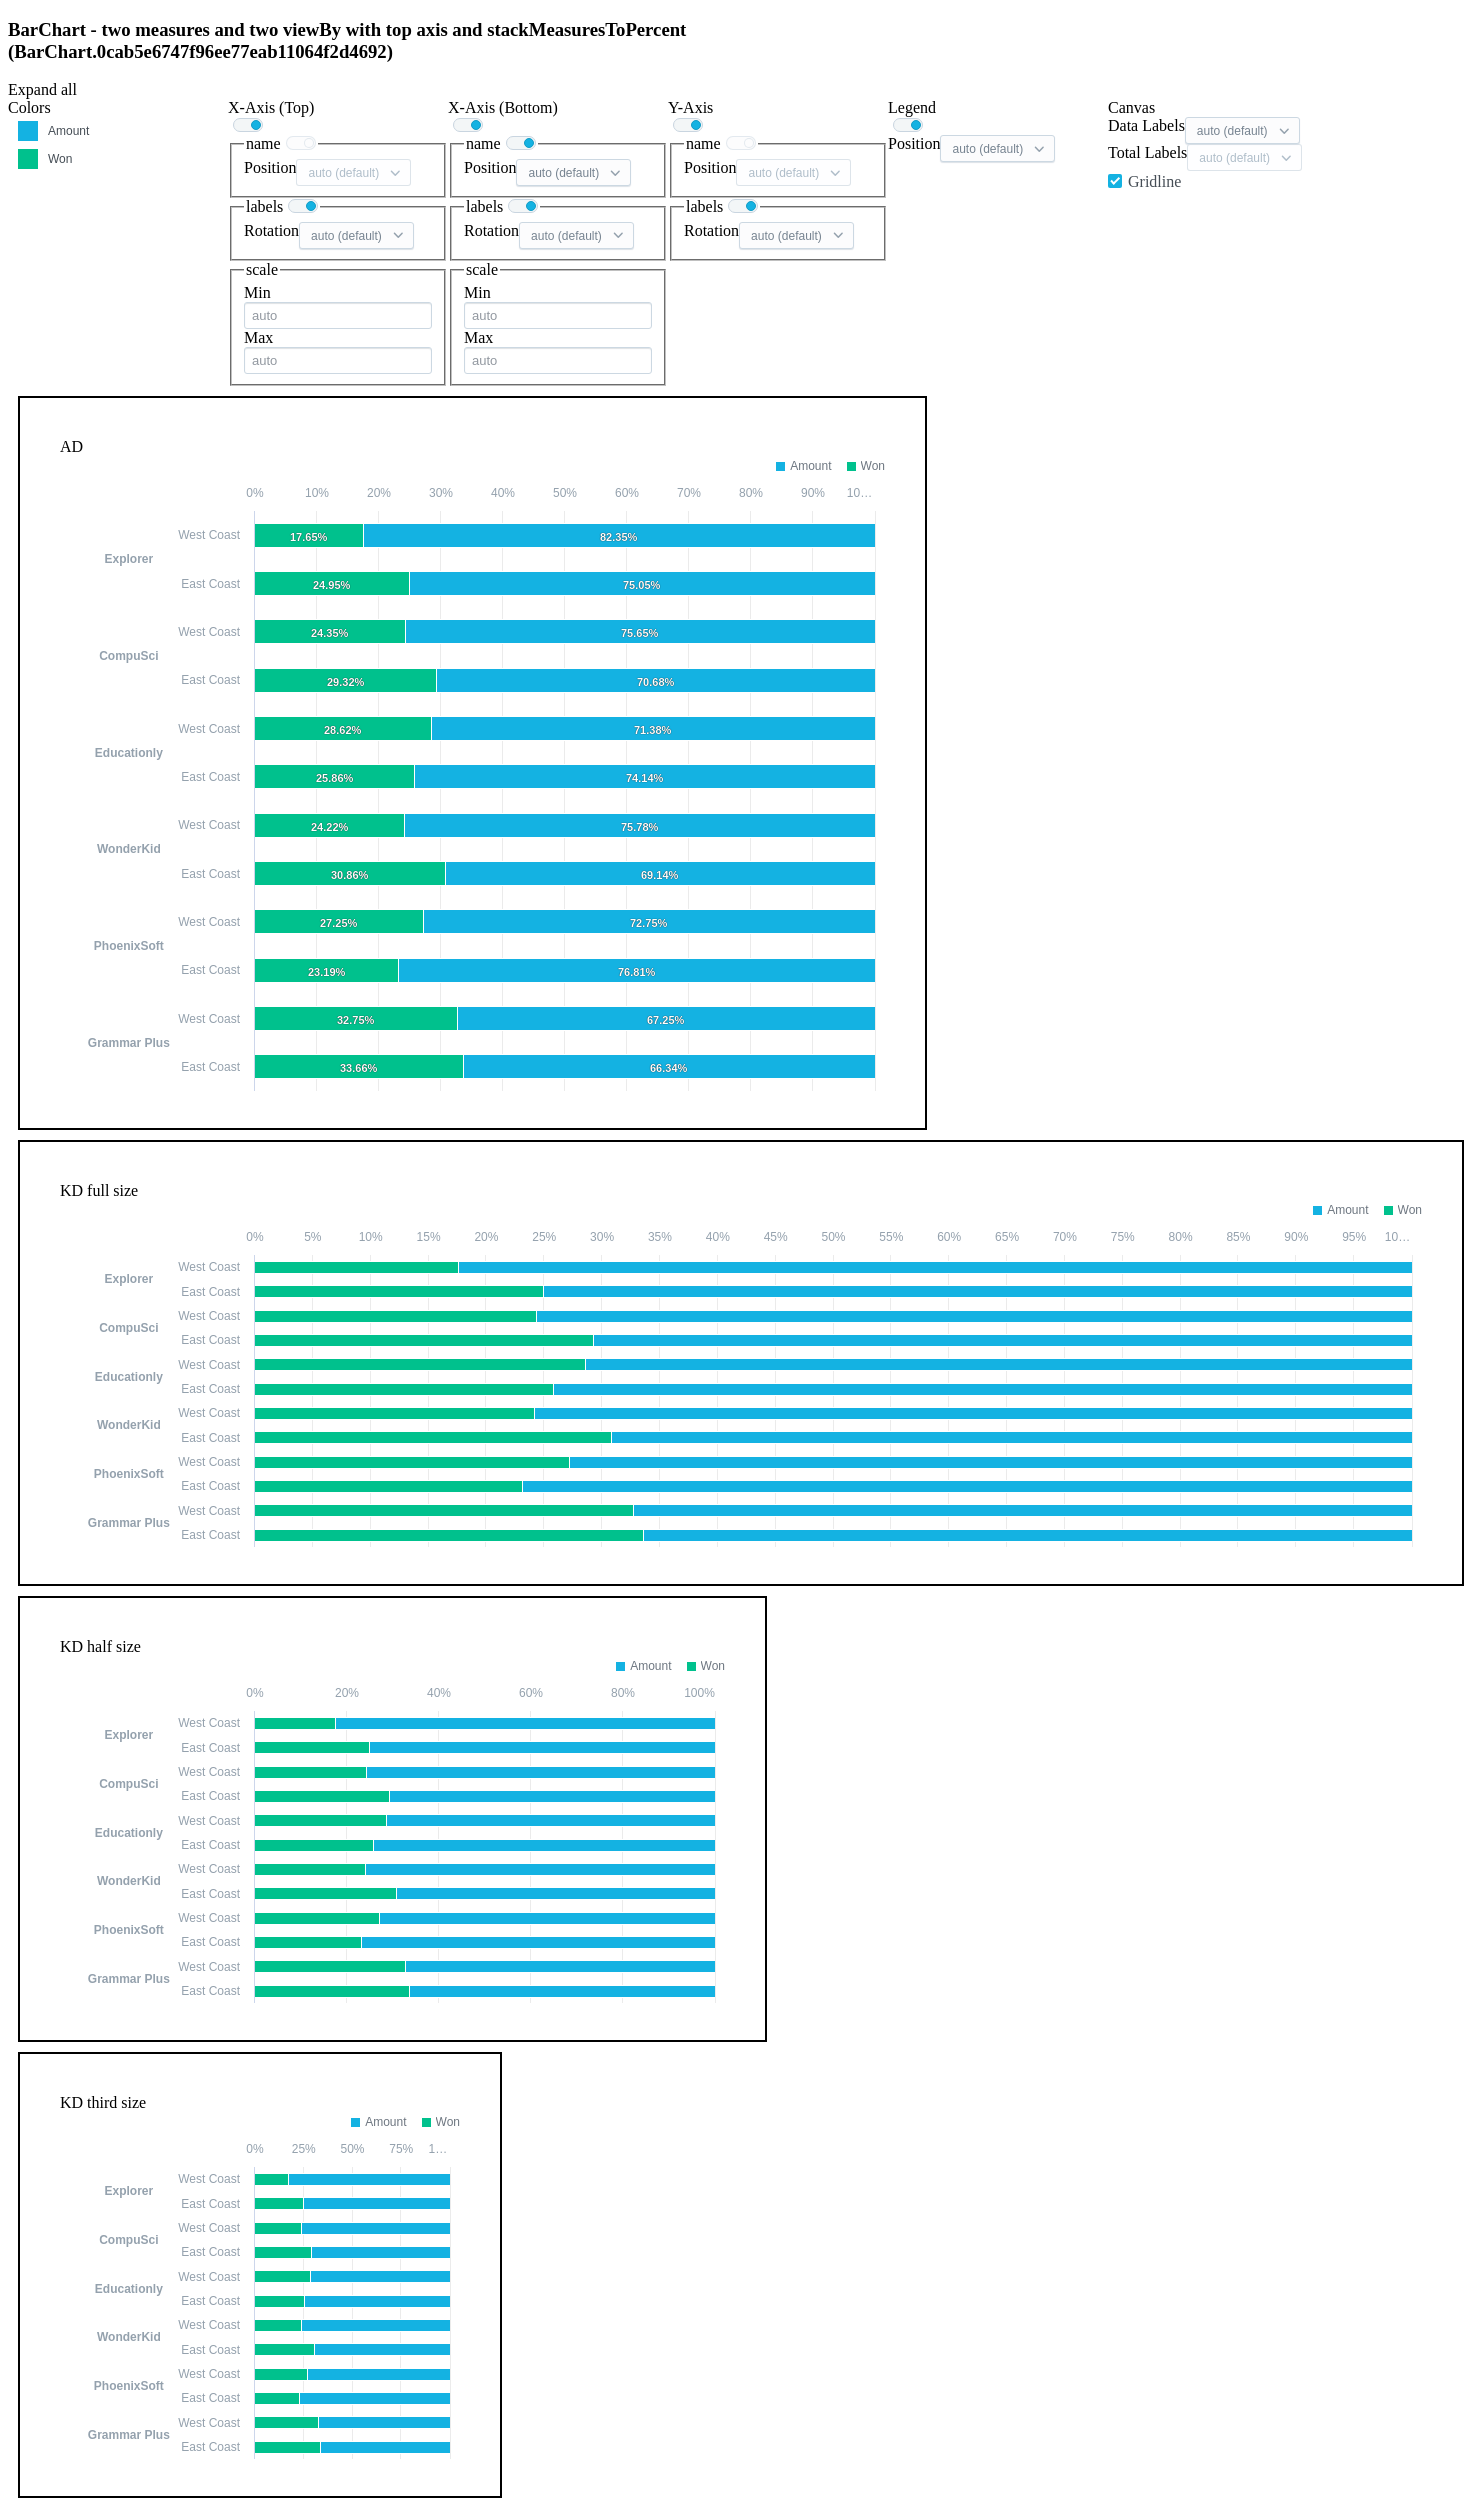 BarChart - two measures and two viewBy with top axis and stackMeasuresToPercent
(BarChart.0cab5e6747f96ee77eab11064f2d4692)
Expand all
Colors
Amount
Won
X-Axis (Top)
name
Position auto (default)
labels
Rotation auto (default)
scale
Min
auto
Max
auto
X-Axis (Bottom)
name
Position auto (default)
labels
Rotation auto (default)
scale
Min
auto
Max
auto
Y-Axis
name
Position auto (default)
labels
Rotation auto (default)
Legend
Position auto (default)
Canvas
Data Labels auto (default)
Total Labels auto (default)
Gridline
AD
Amount Won
0% 10% 20% 30% 40% 50% 60% 70% 80% 90% 10…
Explorer
West Coast 17.65% 82.35%
East Coast 24.95% 75.05%
CompuSci
West Coast 24.35% 75.65%
East Coast 29.32% 70.68%
Educationly
West Coast 28.62% 71.38%
East Coast 25.86% 74.14%
WonderKid
West Coast 24.22% 75.78%
East Coast 30.86% 69.14%
PhoenixSoft
West Coast 27.25% 72.75%
East Coast 23.19% 76.81%
Grammar Plus
West Coast 32.75% 67.25%
East Coast 33.66% 66.34%
KD full size
Amount Won
0% 5% 10% 15% 20% 25% 30% 35% 40% 45% 50% 55% 60% 65% 70% 75% 80% 85% 90% 95% 10…
Explorer
West Coast
East Coast
CompuSci
West Coast
East Coast
Educationly
West Coast
East Coast
WonderKid
West Coast
East Coast
PhoenixSoft
West Coast
East Coast
Grammar Plus
West Coast
East Coast
KD half size
Amount Won
0% 20% 40% 60% 80% 100%
Explorer
West Coast
East Coast
CompuSci
West Coast
East Coast
Educationly
West Coast
East Coast
WonderKid
West Coast
East Coast
PhoenixSoft
West Coast
East Coast
Grammar Plus
West Coast
East Coast
KD third size
Amount Won
0% 25% 50% 75% 1…
Explorer
West Coast
East Coast
CompuSci
West Coast
East Coast
Educationly
West Coast
East Coast
WonderKid
West Coast
East Coast
PhoenixSoft
West Coast
East Coast
Grammar Plus
West Coast
East Coast